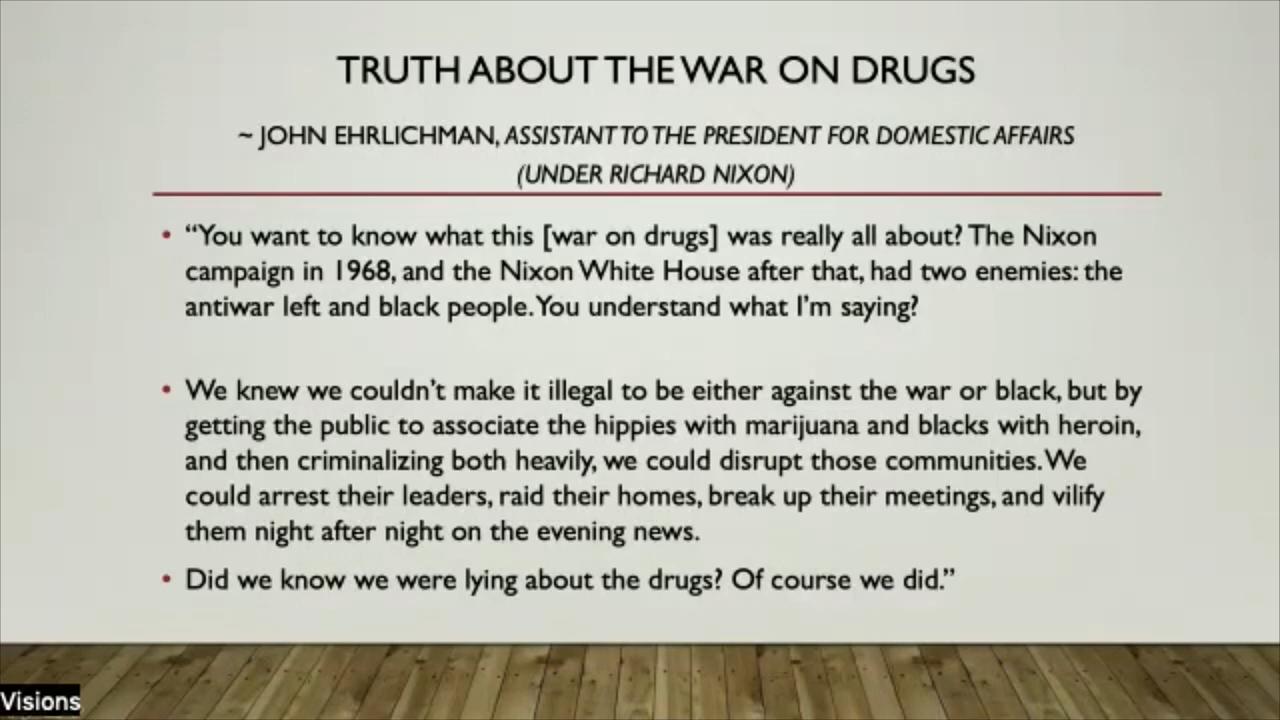 TRUTH ABOUT THE WAR ON DRUGS
~ JOHN EHRLICHMAN, ASSISTANT TO THE PRESIDENT FOR DOMESTIC AFFAIRS
(UNDER RICHARD NIXON)
• “You want to know what this [war on drugs] was really all about? The Nixon
campaign in 1968, and the Nixon White House after that, had two enemies: the
antiwar left and black people. You understand what I’m saying?
• We knew we couldn’t make it illegal to be either against the war or black, but by
getting the public to associate the hippies with marijuana and blacks with heroin,
and then criminalizing both heavily, we could disrupt those communities. We
could arrest their leaders, raid their homes, break up their meetings, and vilify
them night after night on the evening news.
• Did we know we were lying about the drugs? Of course we did.”
Visions